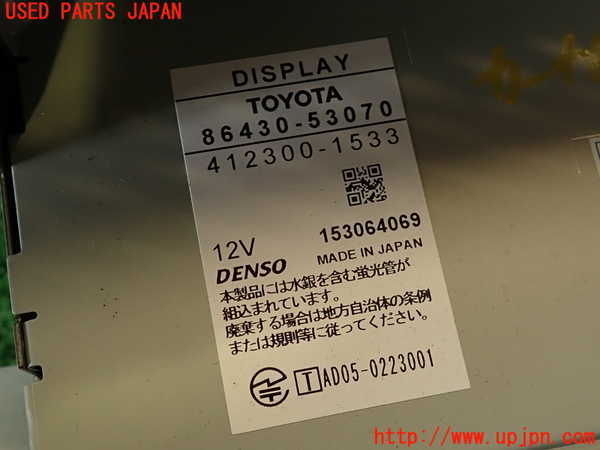 USED PARTS JAPAN
DISPLAY
TOYOTA
86430-53070
412300-1533
153064069
12V
DENSO
MADE IN JAPAN
本製品には水銀を含む蛍光管が
組込まれています。
廃棄する場合は地方自治体の条例
または規則等に従ってください。
T AD05-0223001
http://www.upjpn.com